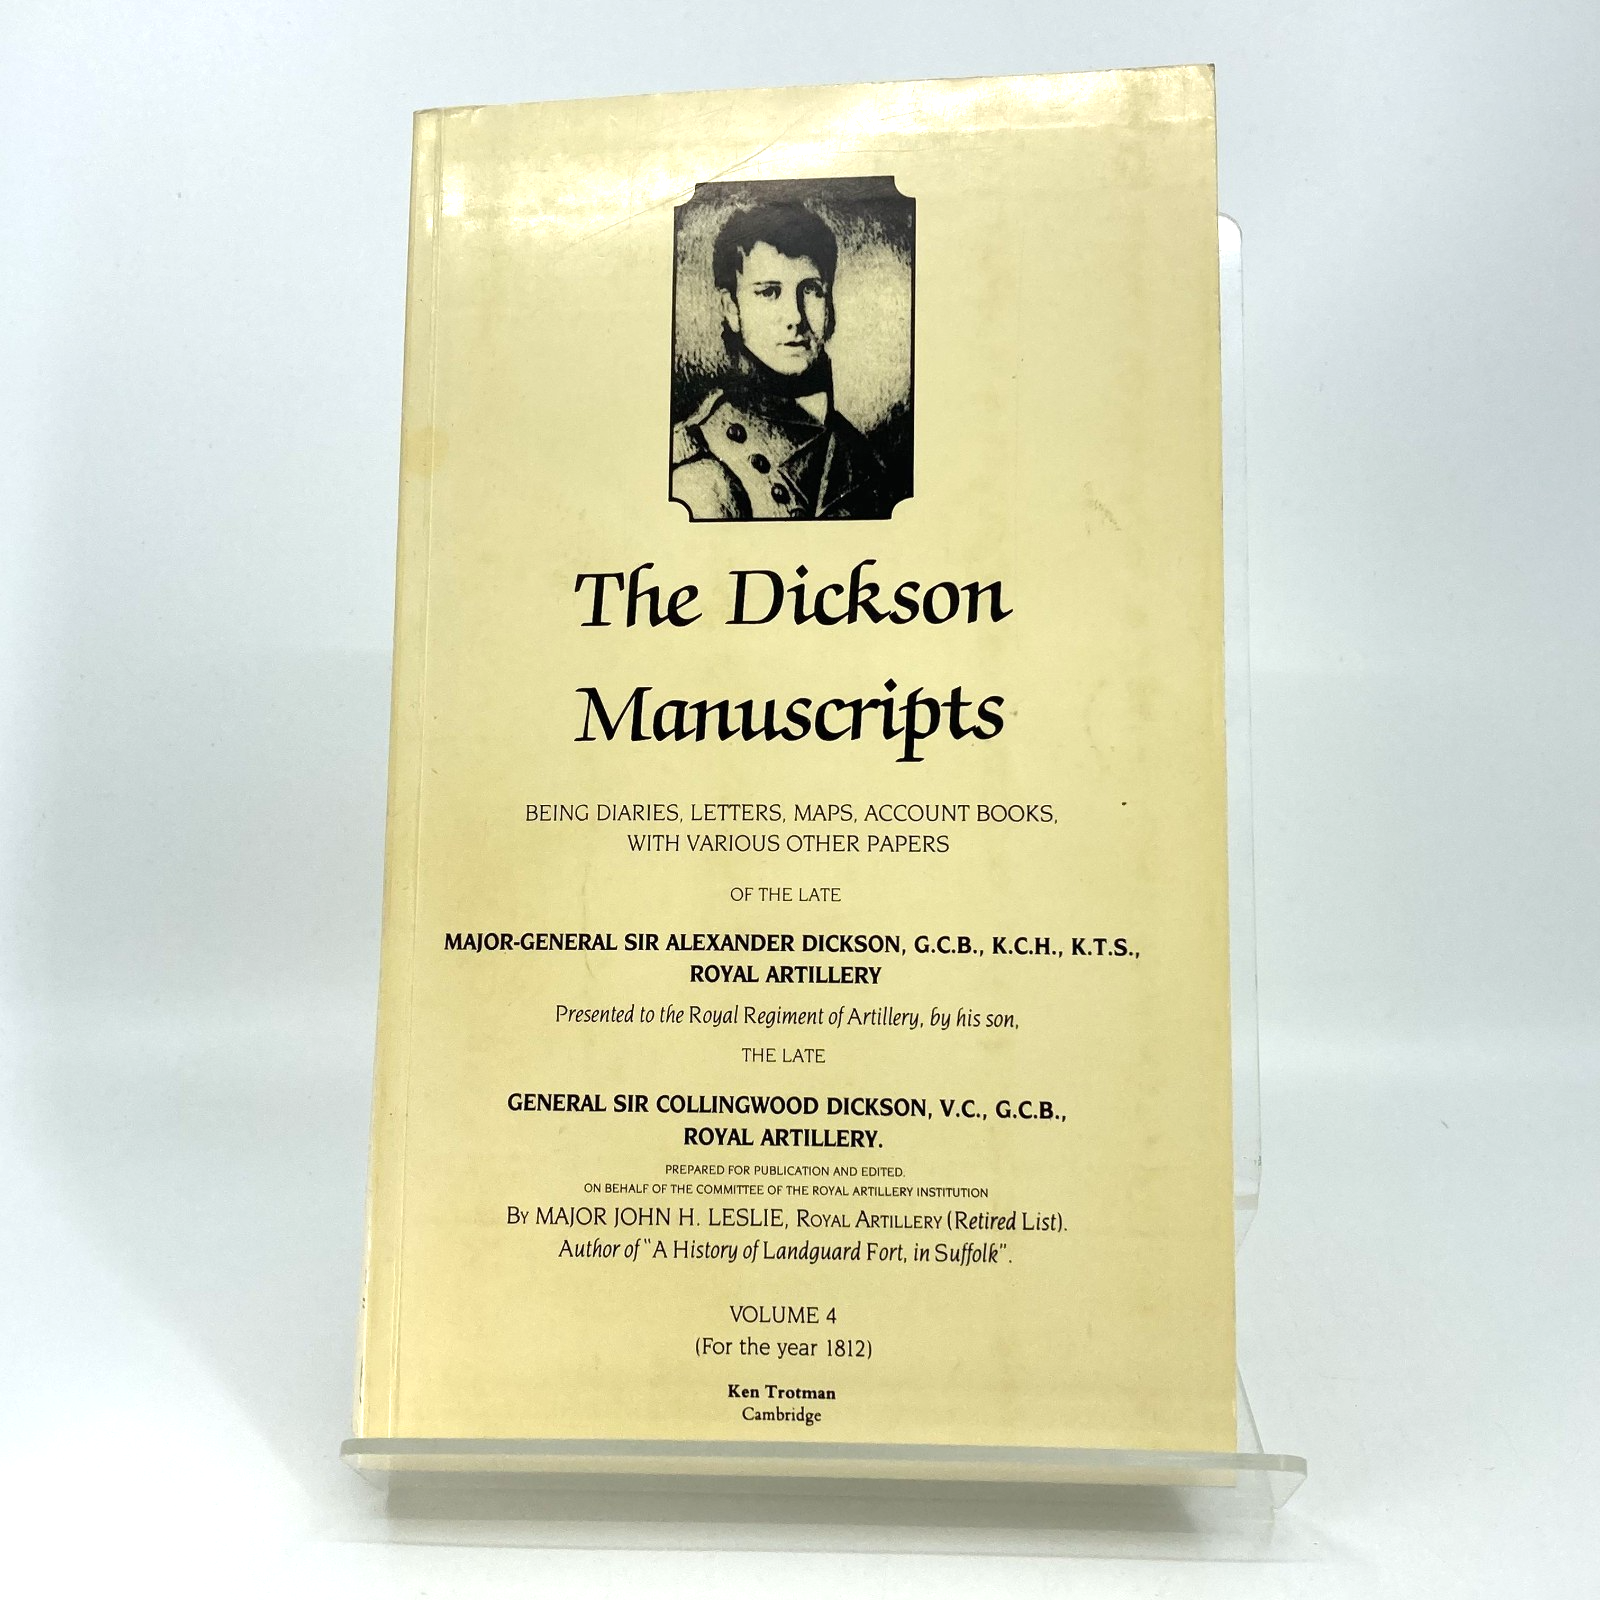 The Dickson
Manuscripts
BEING DIARIES, LETTERS, MAPS, ACCOUNT BOOKS,
WITH VARIOUS OTHER PAPERS
OF THE LATE
MAJOR-GENERAL SIR ALEXANDER DICKSON, G.C.B., K.C.H., K.T.S.,
ROYAL ARTILLERY
Presented to the Royal Regiment of Artillery, by his son,
THE LATE
GENERAL SIR COLLINGWOOD DICKSON, V.C., G.C.B.,
ROYAL ARTILLERY.
PREPARED FOR PUBLICATION AND EDITED.
ON BEHALF OF THE COMMITTEE OF THE ROYAL ARTILLERY INSTITUTION
BY MAJOR JOHN H. LESLIE, ROYAL ARTILLERY (Retired List).
Author of "A History of Landguard Fort, in Suffolk".
VOLUME 4
(For the year 1812)
Ken Trotman
Cambridge